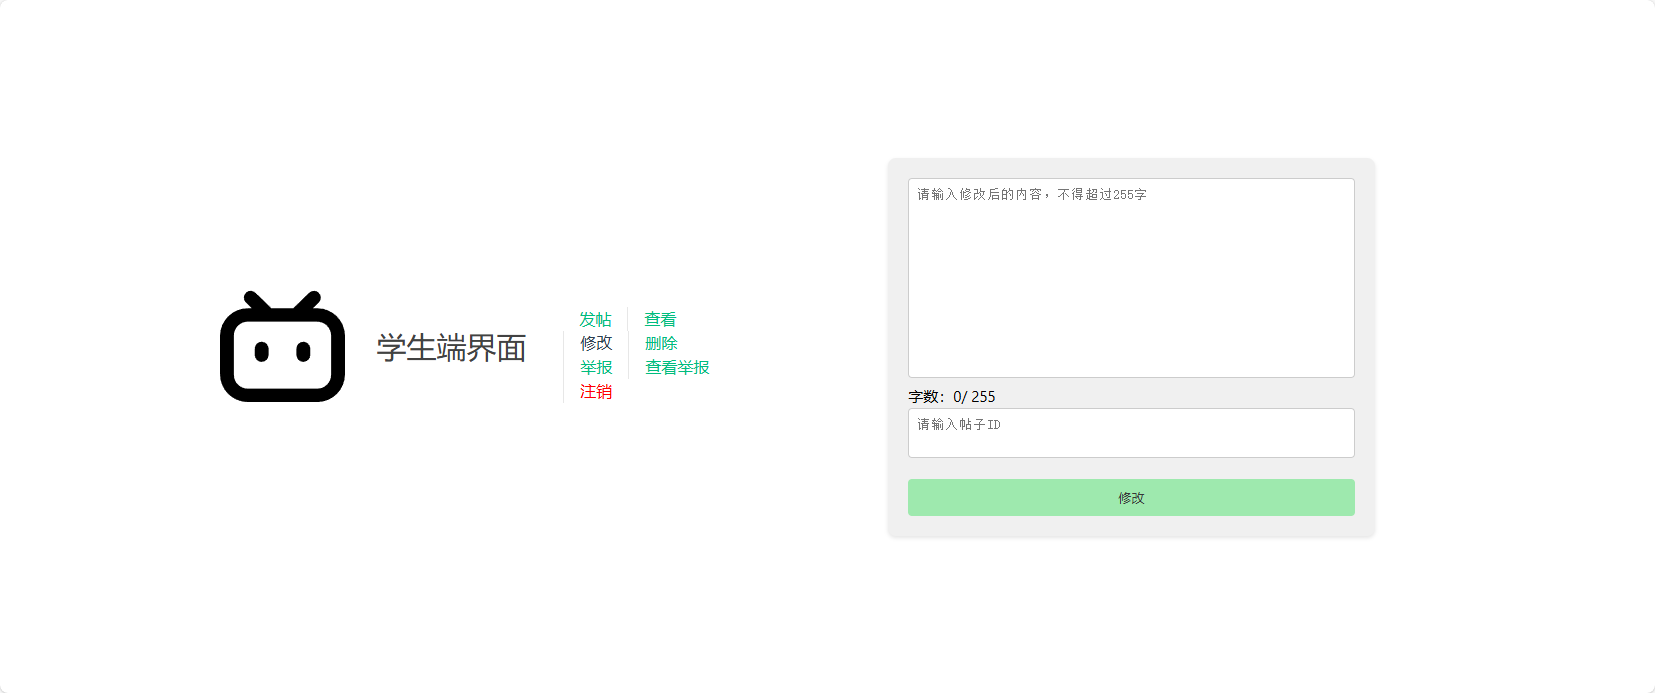 学生端界面
发帖 查看
修改 删除
举报 查看举报
注销
请输入修改后的内容，不得超过255字
字数：0/ 255
请输入帖子ID
修改